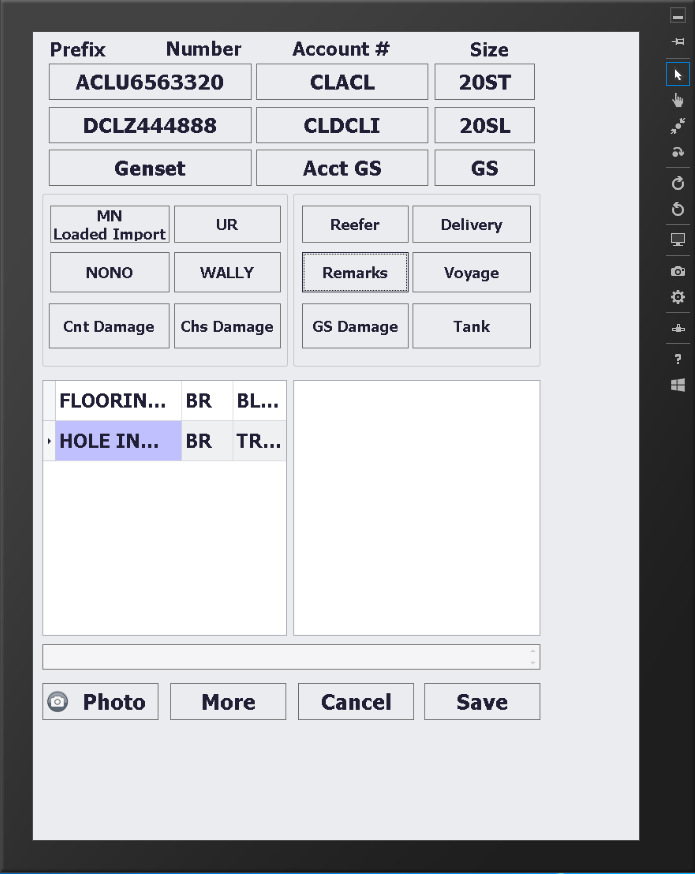 Prefix Number Account # Size
ACLU6563320 CLACL 20ST
DCLZ444888 CLDCLI 20SL
Genset Acct GS GS
MN
Loaded Import UR Reefer Delivery
NONO WALLY Remarks Voyage
Cnt Damage Chs Damage GS Damage Tank
FLOORIN... BR BL...
HOLE IN... BR TR...
Photo More Cancel Save
?